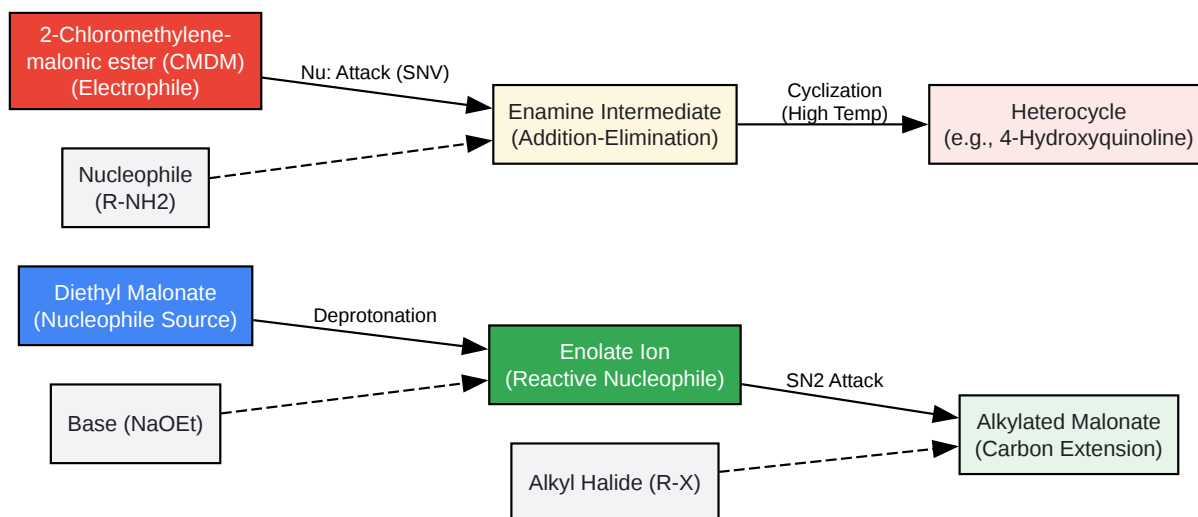 2-Chloromethylene-
malonic ester (CMDM)
(Electrophile)
Nu: Attack (SNV)
Nucleophile
(R-NH2)
Enamine Intermediate
(Addition-Elimination)
Cyclization
(High Temp)
Heterocycle
(e.g., 4-Hydroxyquinoline)
Diethyl Malonate
(Nucleophile Source)
Deprotonation
Base (NaOEt)
Enolate Ion
(Reactive Nucleophile)
SN2 Attack
Alkyl Halide (R-X)
Alkylated Malonate
(Carbon Extension)